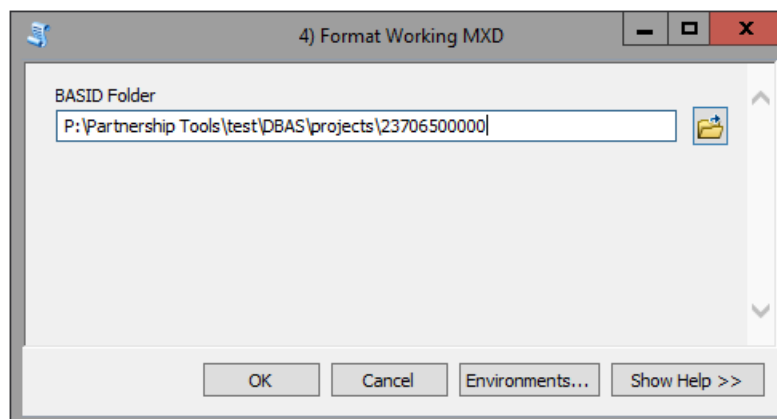 4) Format Working MXD
BASID Folder
P:\Partnership Tools\test\DBAS\projects\23706500000
OK Cancel Environments... Show Help >>